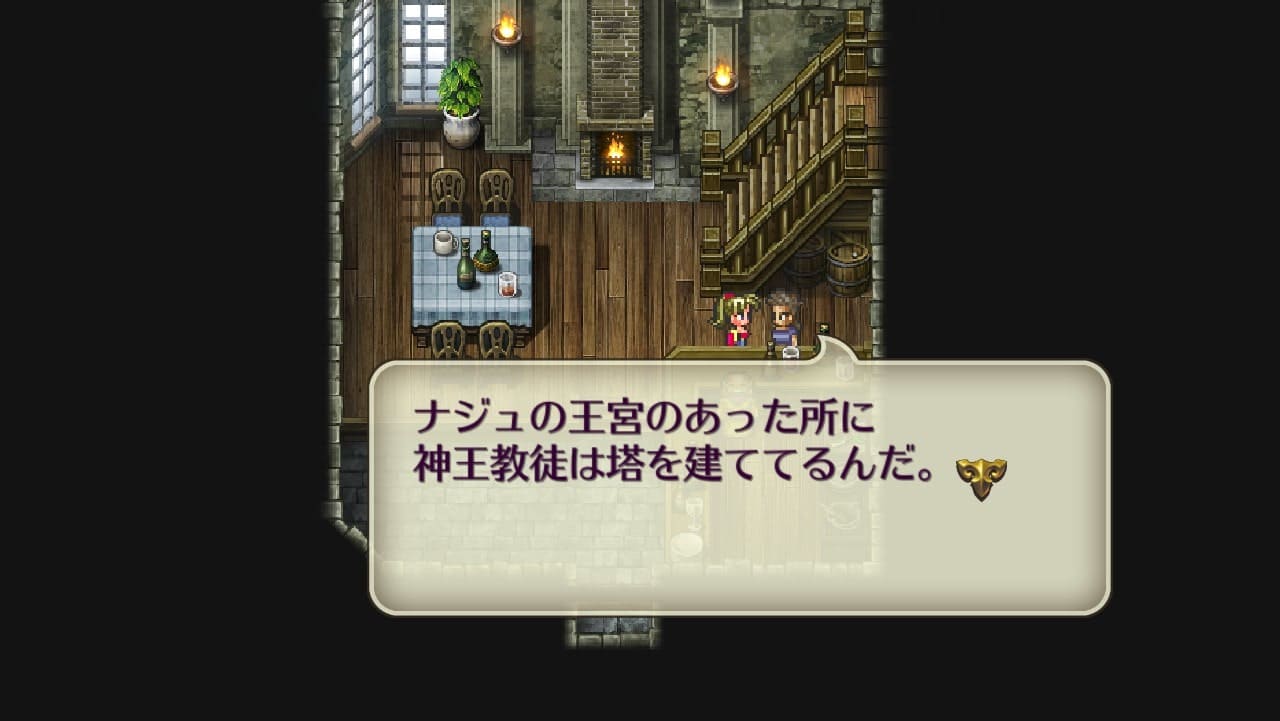 ナジュの王宮のあった所に
神王教徒は塔を建ててるんだ。